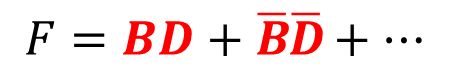 F = BD + B̅D̅ + ⋯